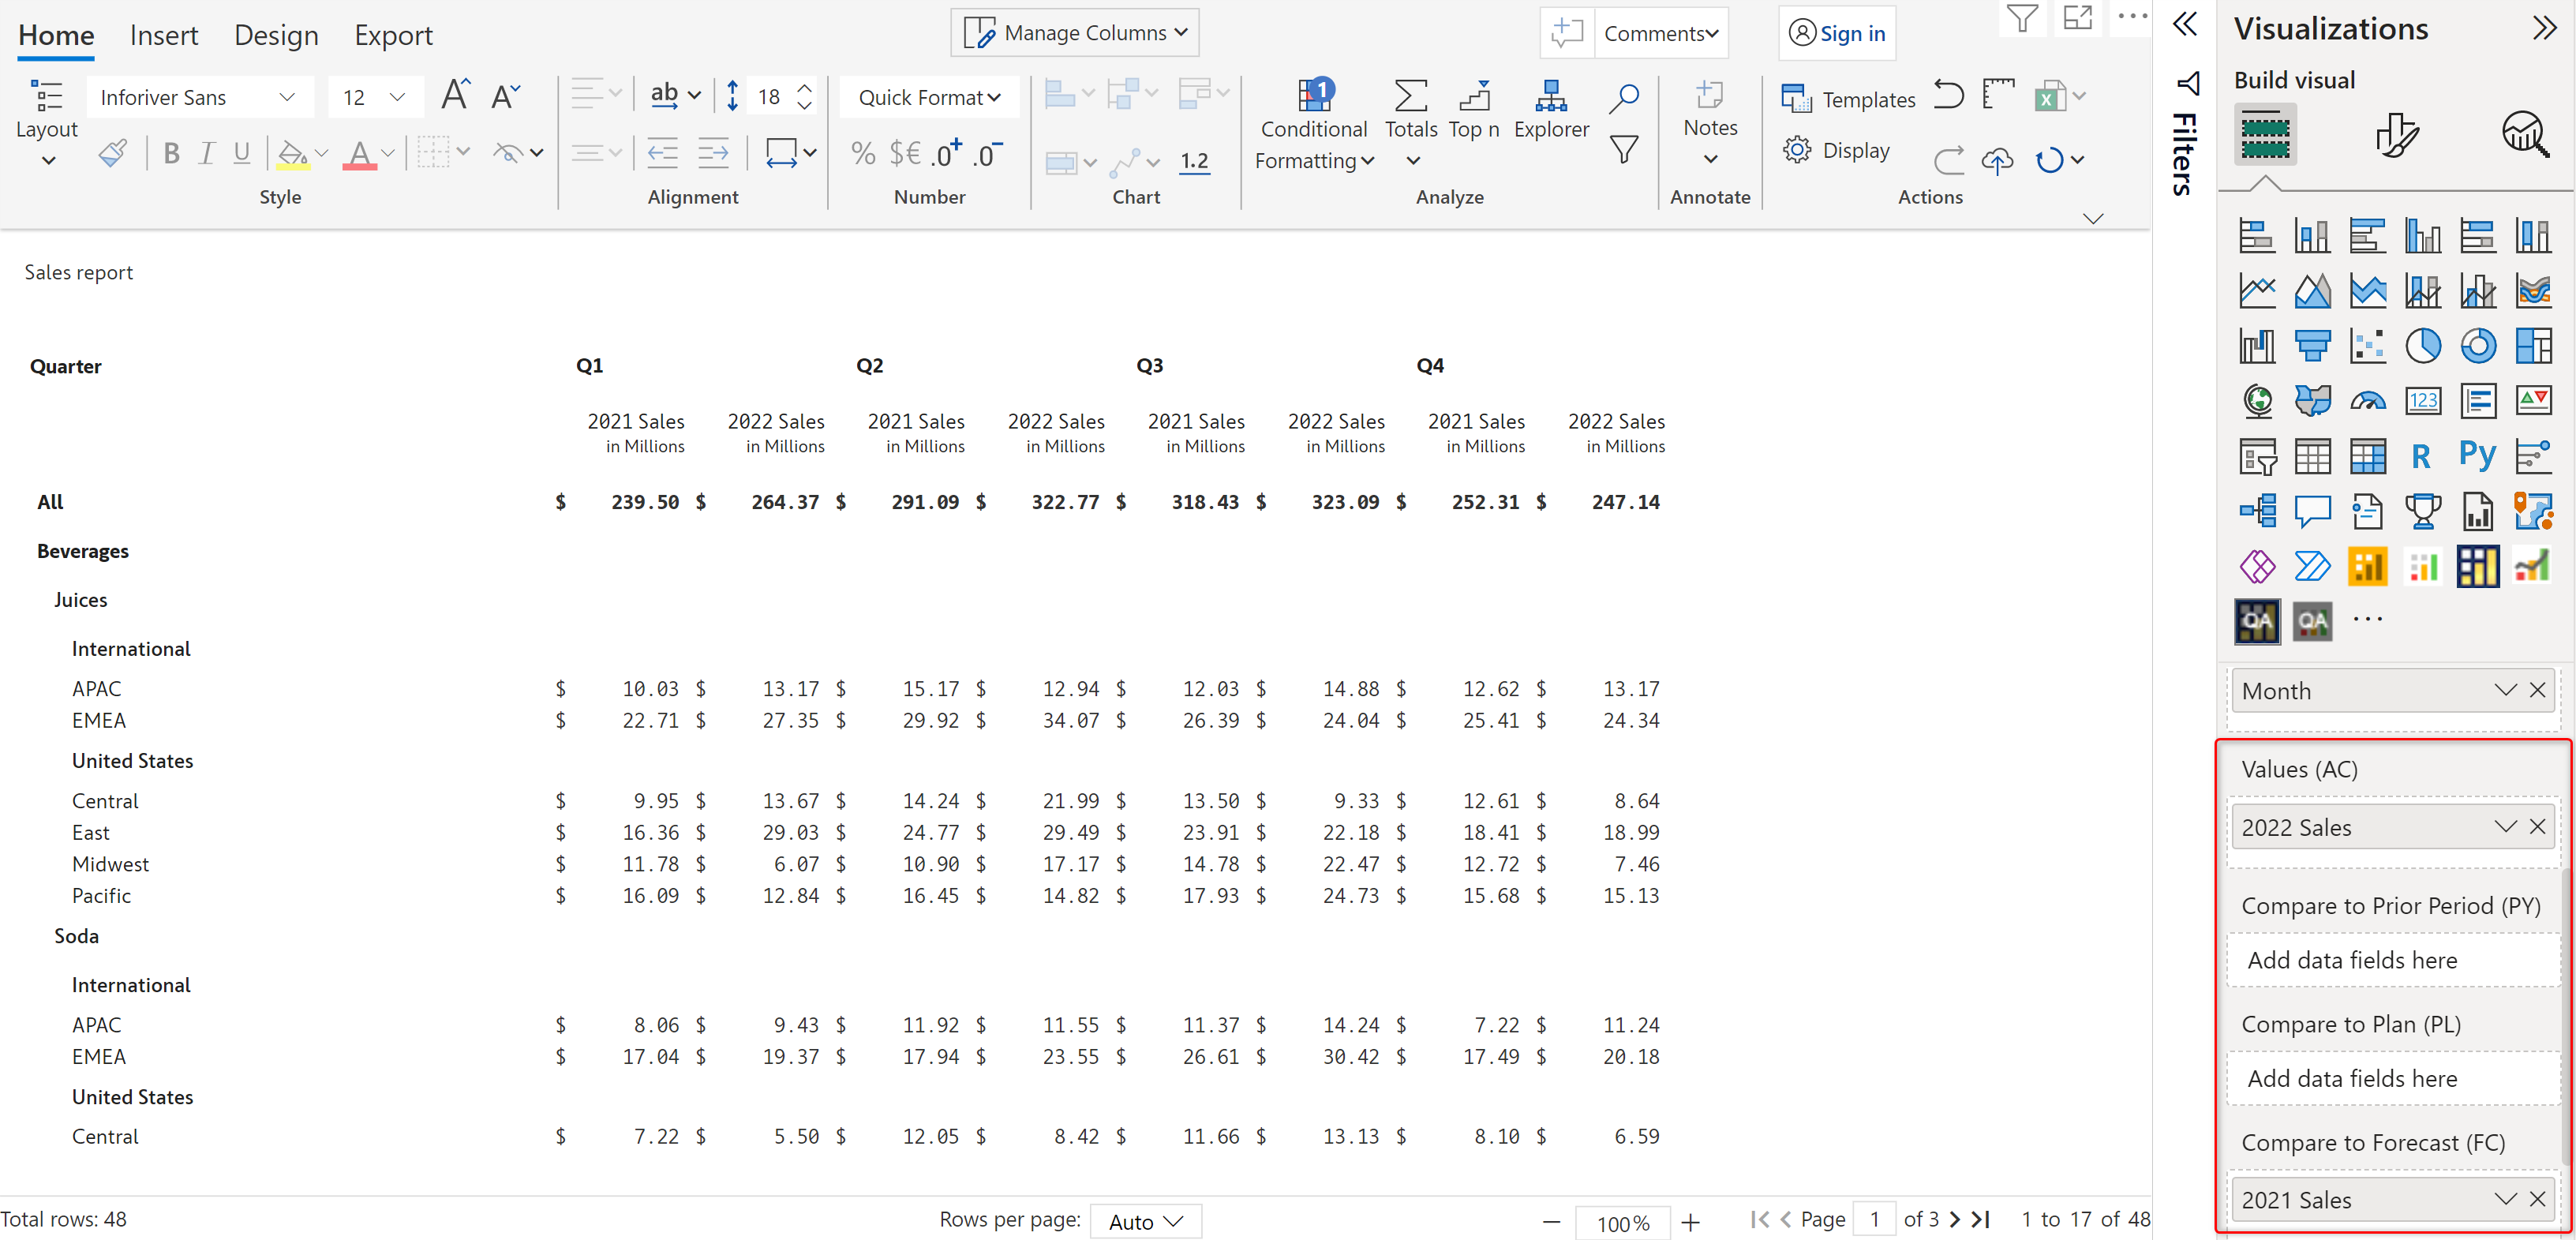 Home Insert Design Export Manage Columns Comments Sign in
Inforiver Sans 12 A A ab 18 Quick Format
Layout
B I U A % $€ .0+ .0- 1.2
1 Conditional Formatting Totals Top n Explorer Notes Templates
Display
Style Alignment Number Chart Analyze Annotate Actions
Sales report
Quarter Q1 Q2 Q3 Q4
2021 Sales 2022 Sales 2021 Sales 2022 Sales 2021 Sales 2022 Sales 2021 Sales 2022 Sales
in Millions in Millions in Millions in Millions in Millions in Millions in Millions in Millions
All $ 239.50 $ 264.37 $ 291.09 $ 322.77 $ 318.43 $ 323.09 $ 252.31 $ 247.14
Beverages
Juices
International
APAC $ 10.03 $ 13.17 $ 15.17 $ 12.94 $ 12.03 $ 14.88 $ 12.62 $ 13.17
EMEA $ 22.71 $ 27.35 $ 29.92 $ 34.07 $ 26.39 $ 24.04 $ 25.41 $ 24.34
United States
Central $ 9.95 $ 13.67 $ 14.24 $ 21.99 $ 13.50 $ 9.33 $ 12.61 $ 8.64
East $ 16.36 $ 29.03 $ 24.77 $ 29.49 $ 23.91 $ 22.18 $ 18.41 $ 18.99
Midwest $ 11.78 $ 6.07 $ 10.90 $ 17.17 $ 14.78 $ 22.47 $ 12.72 $ 7.46
Pacific $ 16.09 $ 12.84 $ 16.45 $ 14.82 $ 17.93 $ 24.73 $ 15.68 $ 15.13
Soda
International
APAC $ 8.06 $ 9.43 $ 11.92 $ 11.55 $ 11.37 $ 14.24 $ 7.22 $ 11.24
EMEA $ 17.04 $ 19.37 $ 17.94 $ 23.55 $ 26.61 $ 30.42 $ 17.49 $ 20.18
United States
Central $ 7.22 $ 5.50 $ 12.05 $ 8.42 $ 11.66 $ 13.13 $ 8.10 $ 6.59
Total rows: 48 Rows per page: Auto 100% Page 1 of 3 1 to 17 of 48
Filters
Visualizations
Build visual
123
R Py
QA QA ...
Month
Values (AC)
2022 Sales
Compare to Prior Period (PY)
Add data fields here
Compare to Plan (PL)
Add data fields here
Compare to Forecast (FC)
2021 Sales